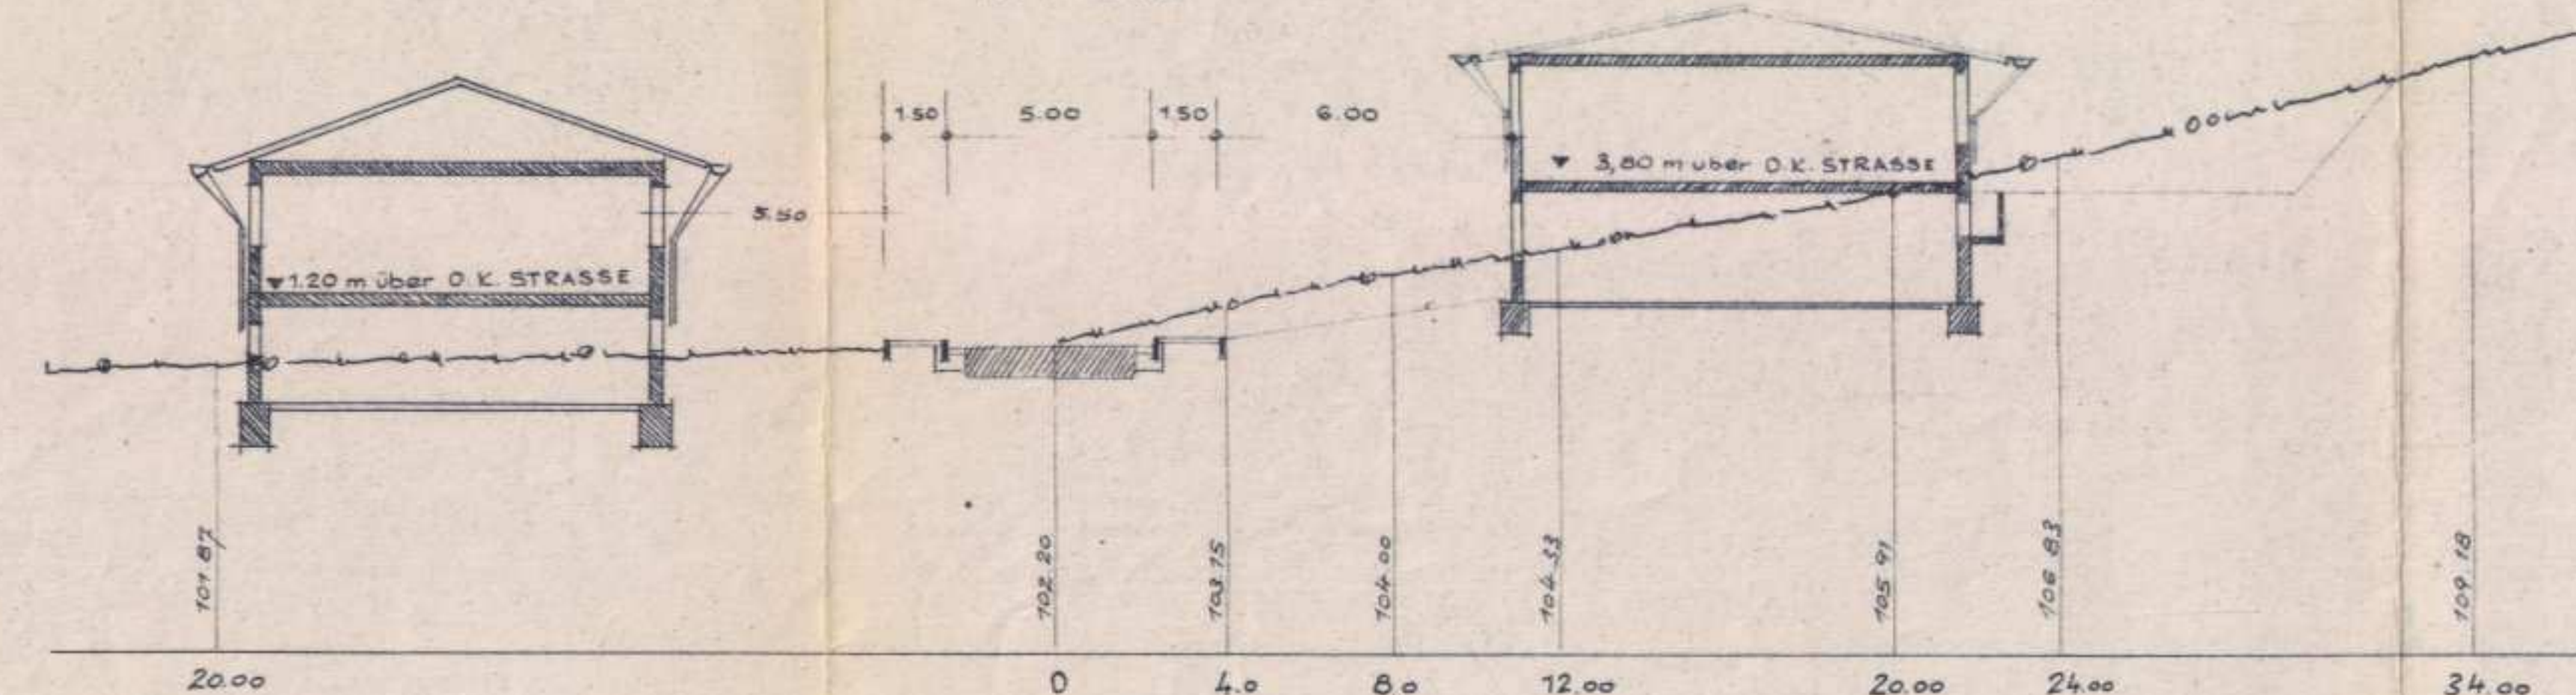 1.50 5.00 1.50 6.00
▼ 3,80 m über O.K. STRASSE
5.50
▼1.20 m über O.K. STRASSE
101 87 102 20 103 15 104 00 104 33 105 91 106 83 109 18
20.00 0 4.0 8.0 12.00 20.00 24.00 34.00